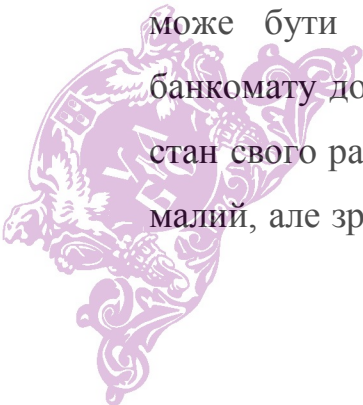 може бути
банкомату до
стан свого ра
малий, але зр